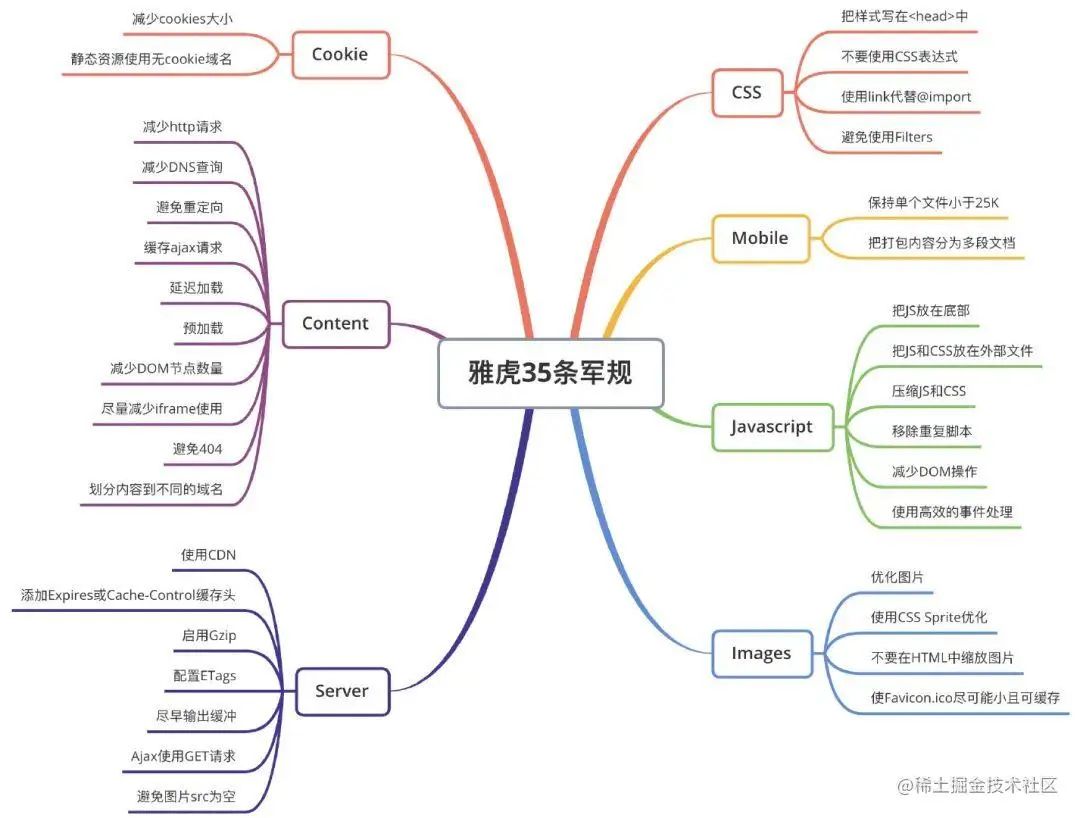 雅虎35条军规
Cookie
减少cookies大小
静态资源使用无cookie域名
Content
减少http请求
减少DNS查询
避免重定向
缓存ajax请求
延迟加载
预加载
减少DOM节点数量
尽量减少iframe使用
避免404
划分内容到不同的域名
Server
使用CDN
添加Expires或Cache-Control缓存头
启用Gzip
配置ETags
尽早输出缓冲
Ajax使用GET请求
避免图片src为空
CSS
把样式写在<head>中
不要使用CSS表达式
使用link代替@import
避免使用Filters
Mobile
保持单个文件小于25K
把打包内容分为多段文档
Javascript
把JS放在底部
把JS和CSS放在外部文件
压缩JS和CSS
移除重复脚本
减少DOM操作
使用高效的事件处理
Images
优化图片
使用CSS Sprite优化
不要在HTML中缩放图片
使Favicon.ico尽可能小且可缓存
@稀土掘金技术社区